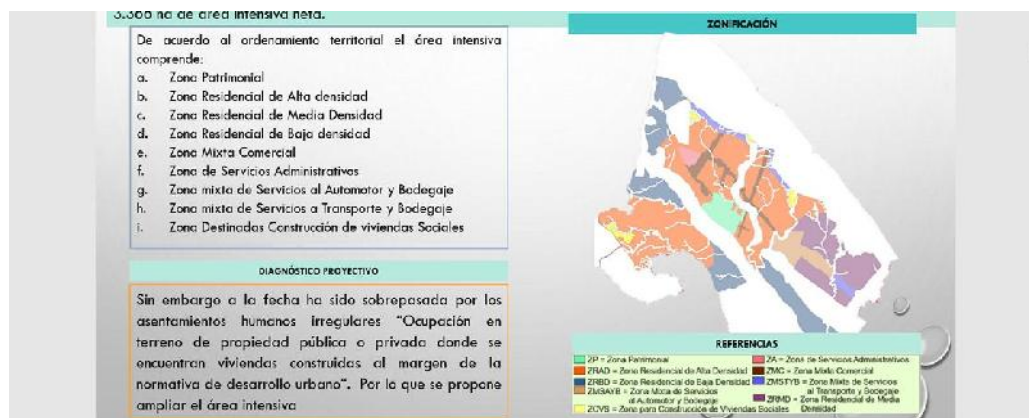 3.366 ha de área intensiva neta.
De acuerdo al ordenamiento territorial el área intensiva
comprende:
a. Zona Patrimonial
b. Zona Residencial de Alta densidad
c. Zona Residencial de Media Densidad
d. Zona Residencial de Baja densidad
e. Zona Mixta Comercial
f. Zona de Servicios Administrativos
g. Zona mixta de Servicios al Automotor y Bodegaje
h. Zona mixta de Servicios a Transporte y Bodegaje
i. Zona Destinadas Construcción de viviendas Sociales
DIAGNÓSTICO PROYECTIVO
Sin embargo a la fecha ha sido sobrepasada por los
asentamientos humanos irregulares "Ocupación en
terreno de propiedad pública o privada donde se
encuentran viviendas construidas al margen de la
normativa de desarrollo urbano". Por lo que se propone
ampliar el área intensiva
ZONIFICACIÓN
REFERENCIAS
ZP = Zona Patrimonial
ZRAD = Zona Residencial de Alta Densidad
ZRBD = Zona Residencial de Baja Densidad
ZMSAYB = Zona Mixta de Servicios
al Automotor y Bodegaje
ZCVS = Zona para Construcción de Viviendas Sociales
ZA = Zona de Servicios Administrativos
ZMC = Zona Mixta Comercial
ZMSTYB = Zona Mixta de Servicios
al Transporte y Bodegaje
ZRMD = Zona Residencial de Media
Densidad